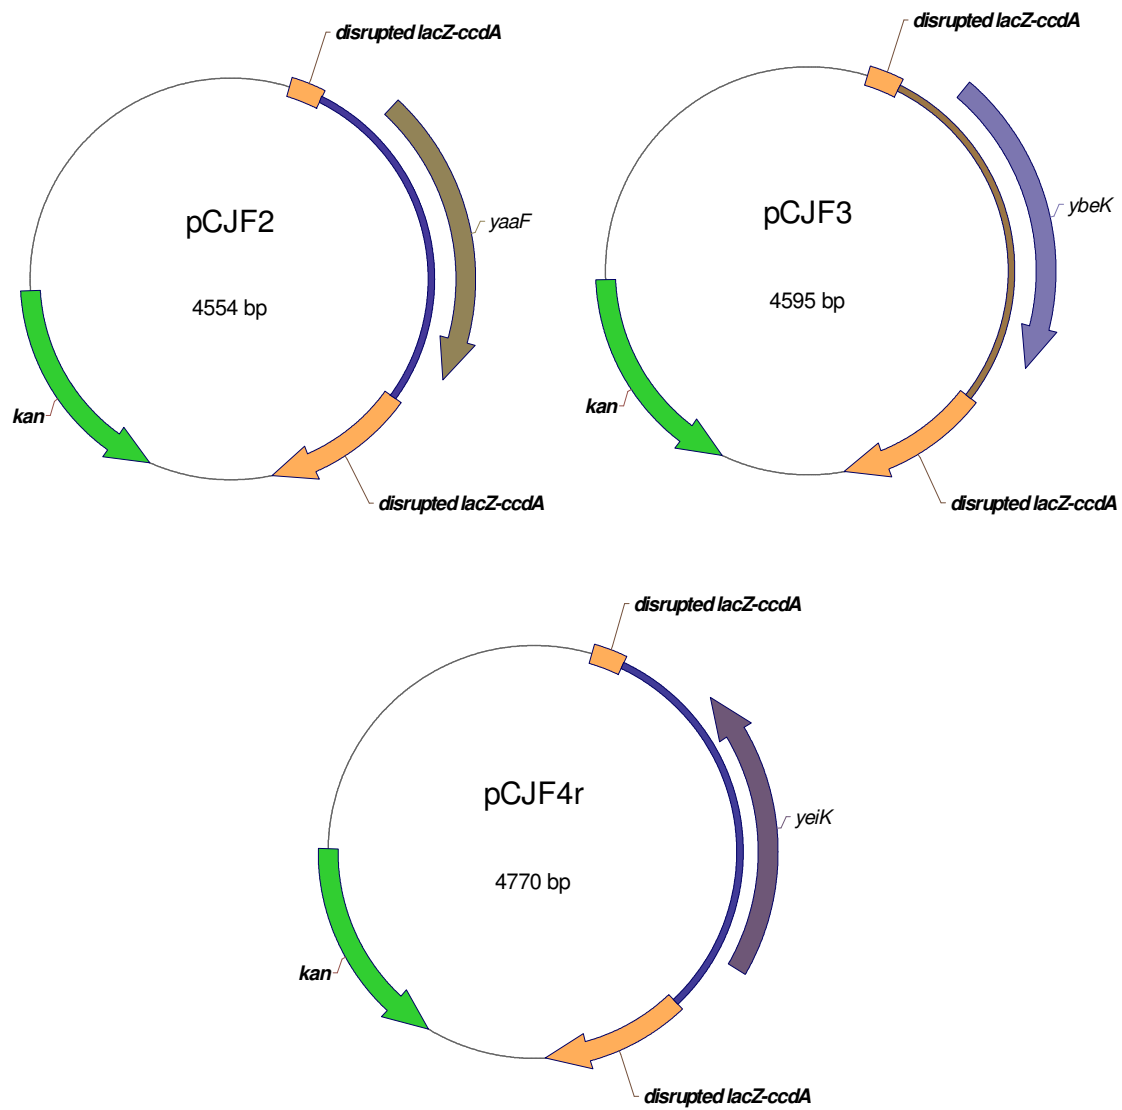 disrupted lacZ-ccdA
pCJF2
4554 bp
yaaF
kan
disrupted lacZ-ccdA
disrupted lacZ-ccdA
pCJF3
4595 bp
ybeK
kan
disrupted lacZ-ccdA
disrupted lacZ-ccdA
pCJF4r
4770 bp
yeiK
kan
disrupted lacZ-ccdA